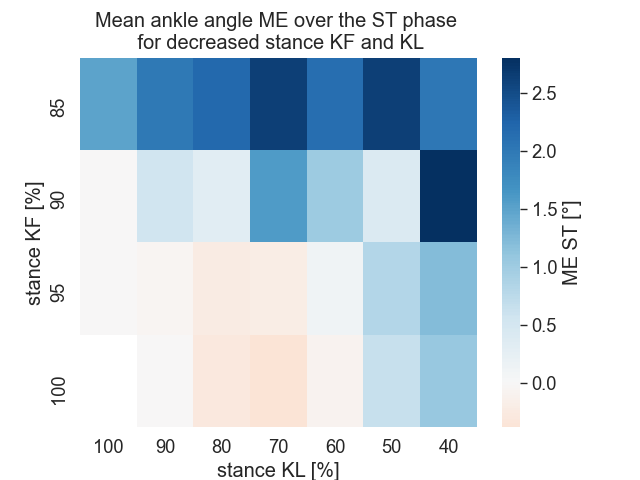 Mean ankle angle ME over the ST phase
for decreased stance KF and KL
85
90
95
100
stance KF [%]
100 90 80 70 60 50 40
stance KL [%]
2.5
2.0
1.5
1.0
0.5
0.0
ME ST [°]